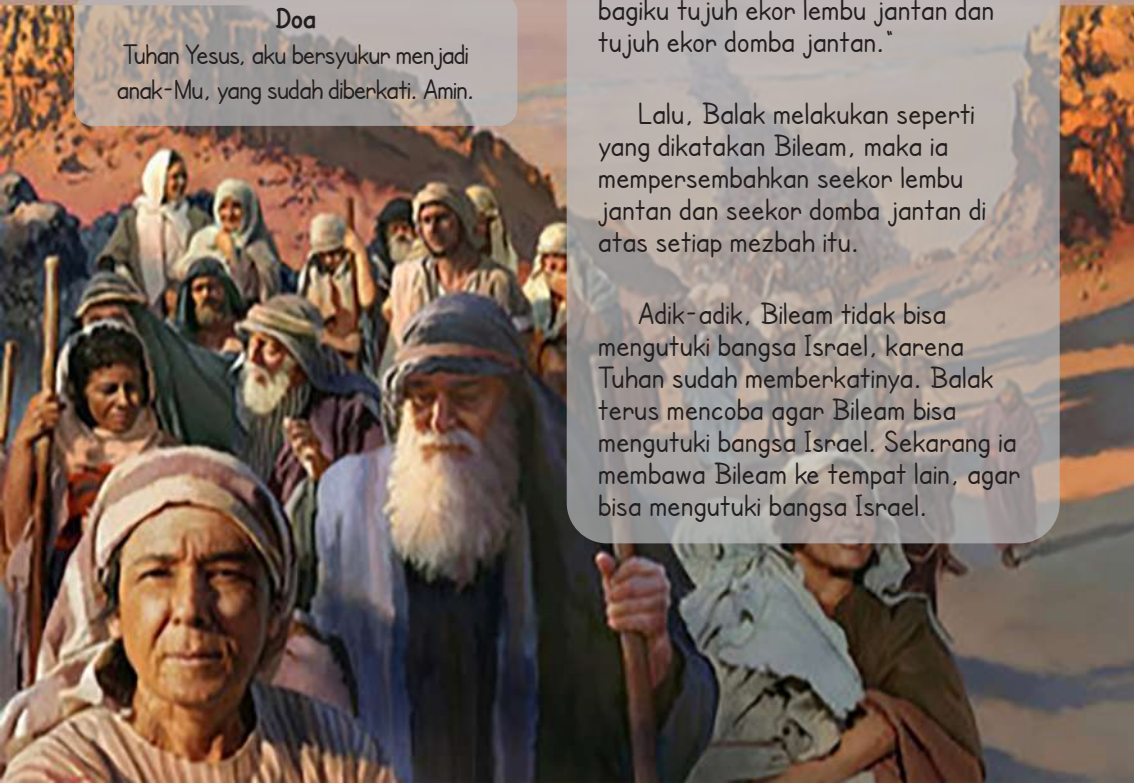 Doa
Tuhan Yesus, aku bersyukur menjadi
anak-Mu, yang sudah diberkati. Amin.
bagiku tujuh ekor lembu jantan dan
tujuh ekor domba jantan.“
Lalu, Balak melakukan seperti
yang dikatakan Bileam, maka ia
mempersembahkan seekor lembu
jantan dan seekor domba jantan di
atas setiap mezbah itu.
Adik-adik, Bileam tidak bisa
mengutuki bangsa Israel, karena
Tuhan sudah memberkatinya. Balak
terus mencoba agar Bileam bisa
mengutuki bangsa Israel. Sekarang ia
membawa Bileam ke tempat lain, agar
bisa mengutuki bangsa Israel.